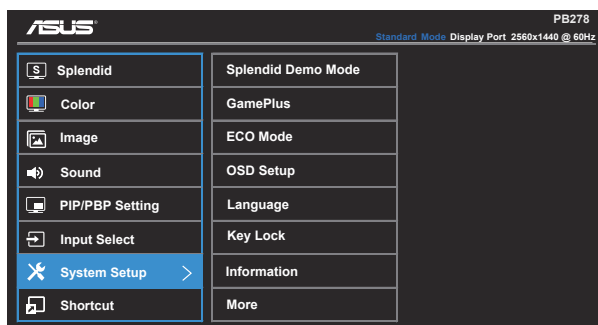 ASUS
PB278
Standard Mode Display Port 2560x1440 @ 60Hz
S Splendid
Color
Image
Sound
PIP/PBP Setting
Input Select
System Setup >
Shortcut
Splendid Demo Mode
GamePlus
ECO Mode
OSD Setup
Language
Key Lock
Information
More